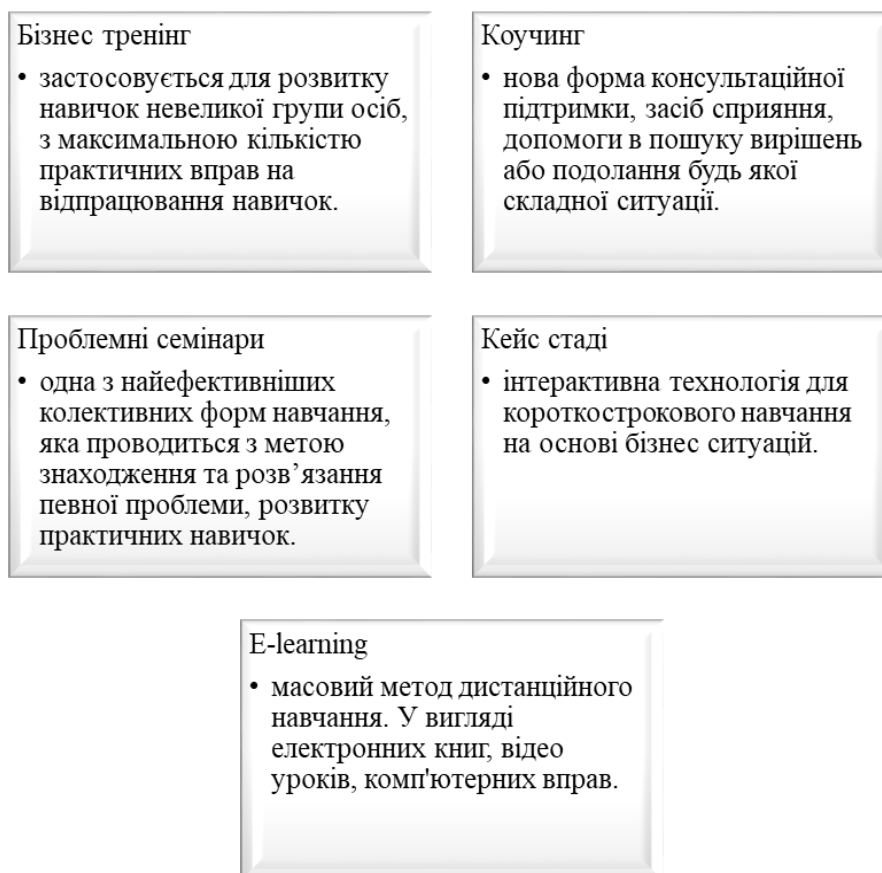 Бізнес тренінг
• застосовується для розвитку
навичок невеликої групи осіб,
з максимальною кількістю
практичних вправ на
відпрацювання навичок.
Коучинг
• нова форма консультаційної
підтримки, засіб сприяння,
допомоги в пошуку вирішень
або подолання будь якої
складної ситуації.
Проблемні семінари
• одна з найефективніших
колективних форм навчання,
яка проводиться з метою
знаходження та розв’язання
певної проблеми, розвитку
практичних навичок.
Кейс стаді
• інтерактивна технологія для
короткострокового навчання
на основі бізнес ситуацій.
E-learning
• масовий метод дистанційного
навчання. У вигляді
електронних книг, відео
уроків, комп'ютерних вправ.